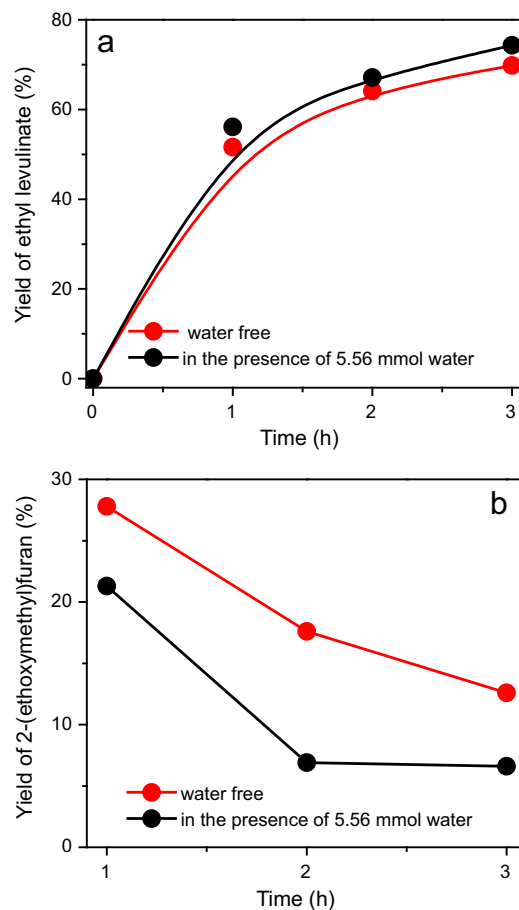 a
Yield of ethyl levulinate (%)
80
60
40
20
0
water free
in the presence of 5.56 mmol water
0 1 2 3
Time (h)
b
Yield of 2-(ethoxymethyl)furan (%)
30
20
10
0
water free
in the presence of 5.56 mmol water
1 2 3
Time (h)